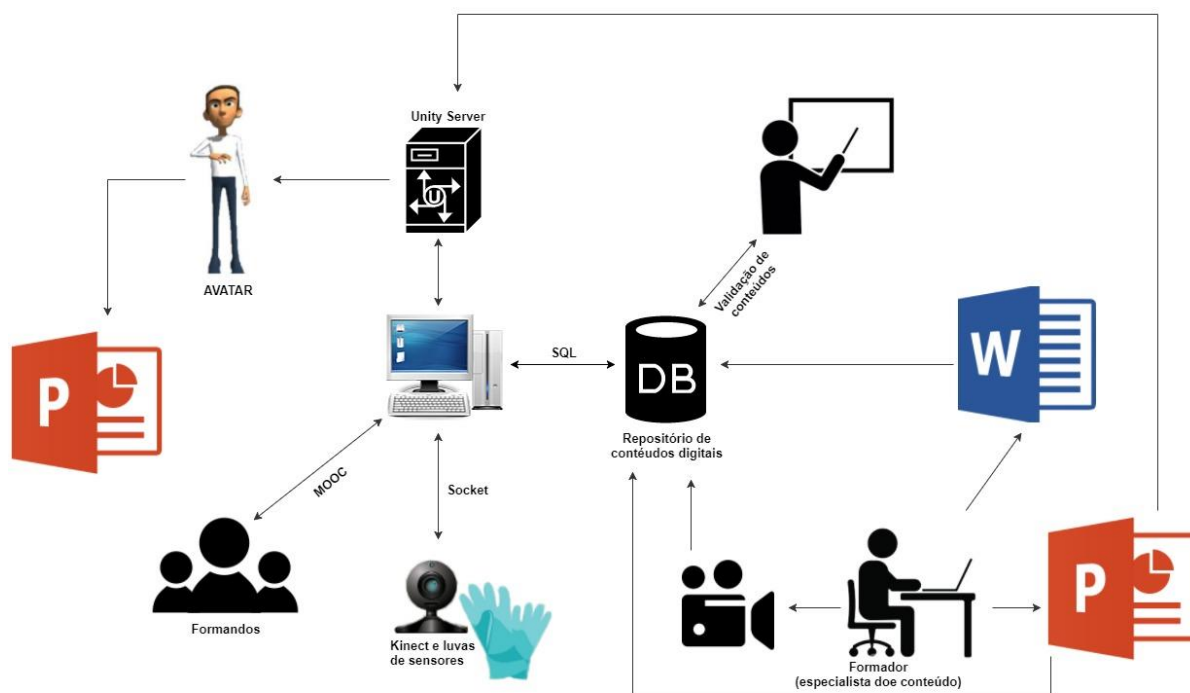 Unity Server
U
AVATAR
Validação de
conteúdos
P
W
SQL
DB
Repositório de
contéudos digitais
MOOC
Socket
Formandos
Kinect e luvas
de sensores
P
Formador
(especialista doe conteúdo)